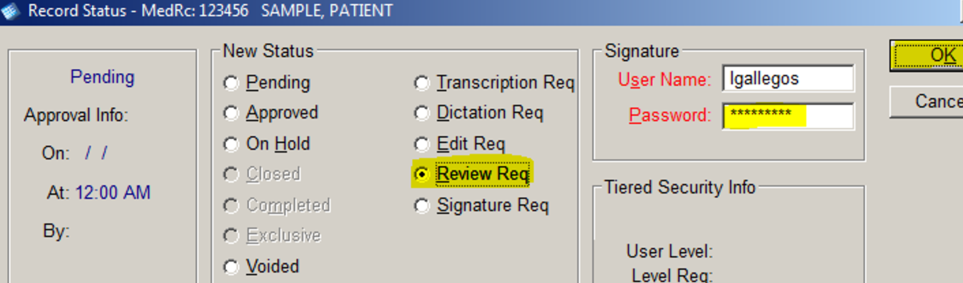 Record Status - MedRc: 123456 SAMPLE, PATIENT
Pending
Approval Info:
On: / /
At: 12:00 AM
By:
New Status
Pending
Approved
On Hold
Closed
Completed
Exclusive
Voided
Transcription Req
Dictation Req
Edit Req
Review Req
Signature Req
Signature
User Name: lgallegos
Password: *********
Tiered Security Info
User Level:
Level Req:
OK
Cance